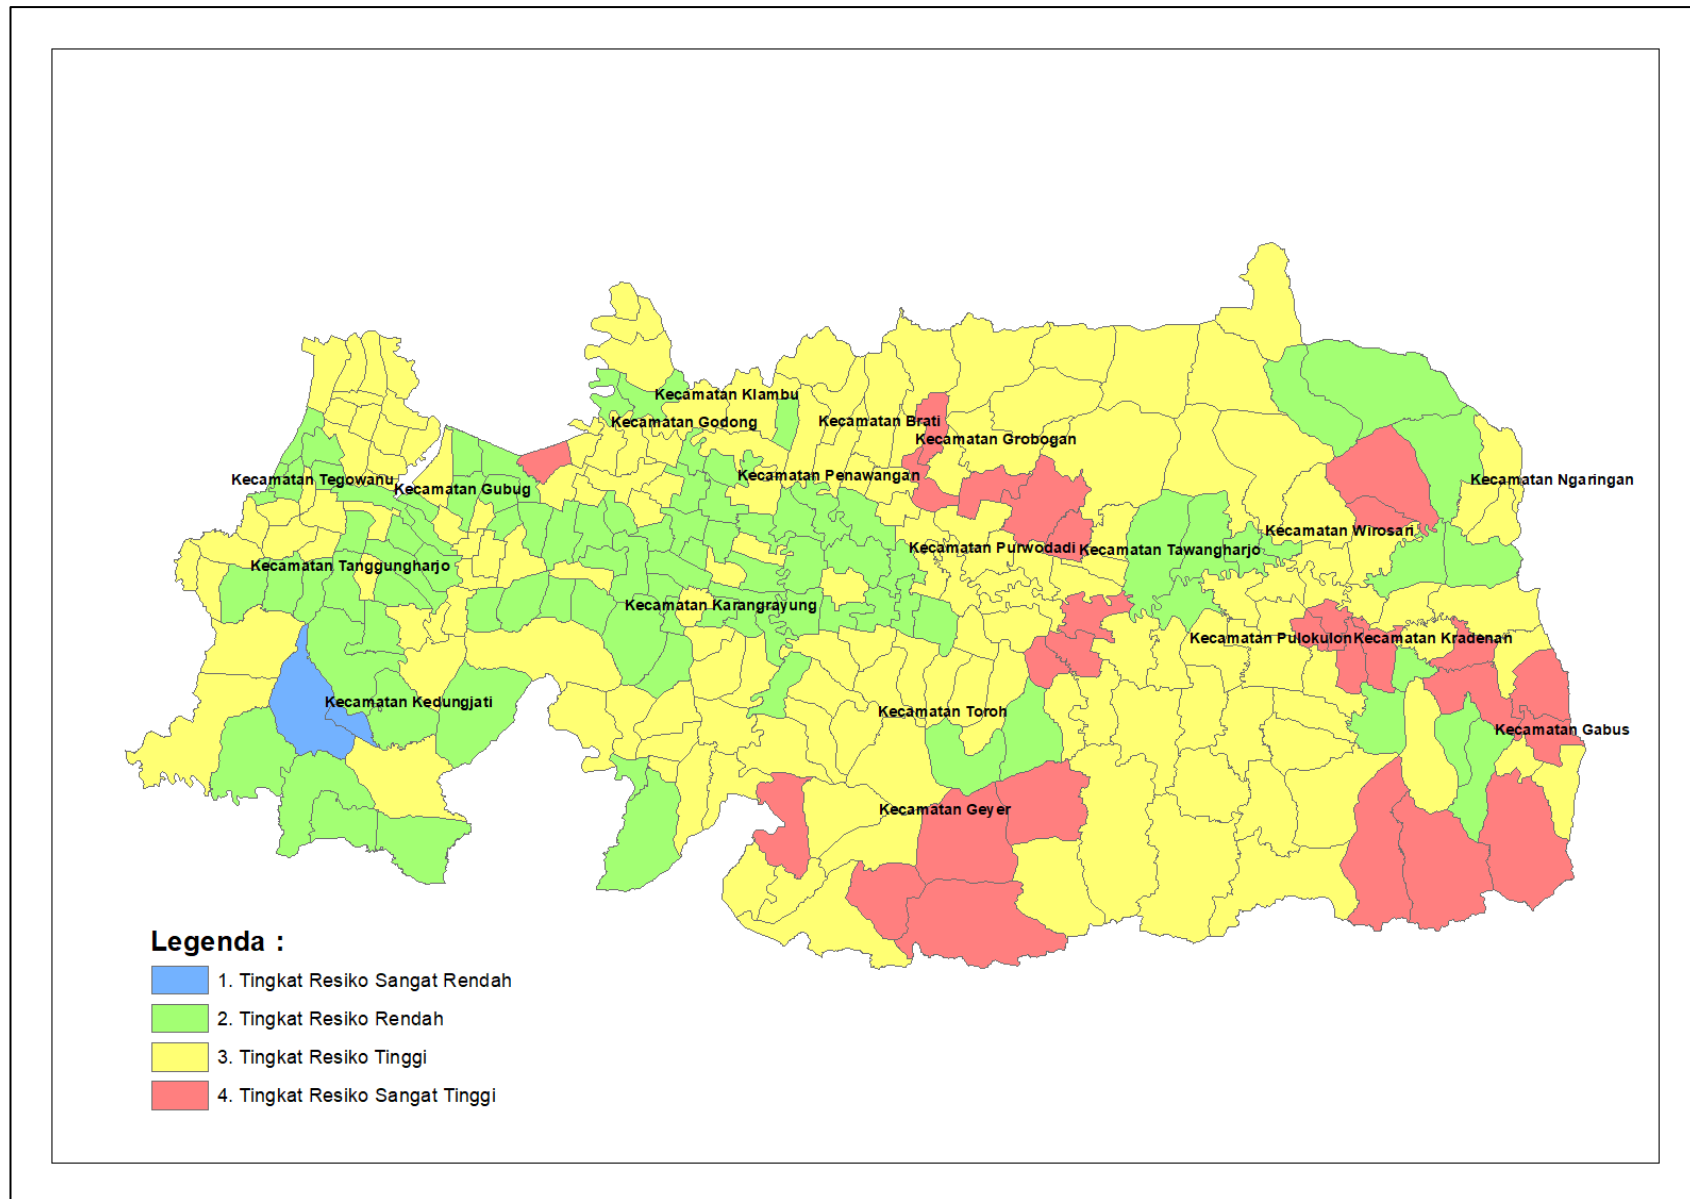 Kecamatan Klambu
Kecamatan Godong
Kecamatan Brati
Kecamatan Grobogan
Kecamatan Tegowanu
Kecamatan Gubug
Kecamatan Penawangan
Kecamatan Ngaringan
Kecamatan Wirosari
Kecamatan Purwodadi
Kecamatan Tawangharjo
Kecamatan Tanggungharjo
Kecamatan Karangrayung
Kecamatan Pulokulon
Kecamatan Kradenan
Kecamatan Kedungjati
Kecamatan Toroh
Kecamatan Gabus
Kecamatan Geyer
Legenda :
1. Tingkat Resiko Sangat Rendah
2. Tingkat Resiko Rendah
3. Tingkat Resiko Tinggi
4. Tingkat Resiko Sangat Tinggi